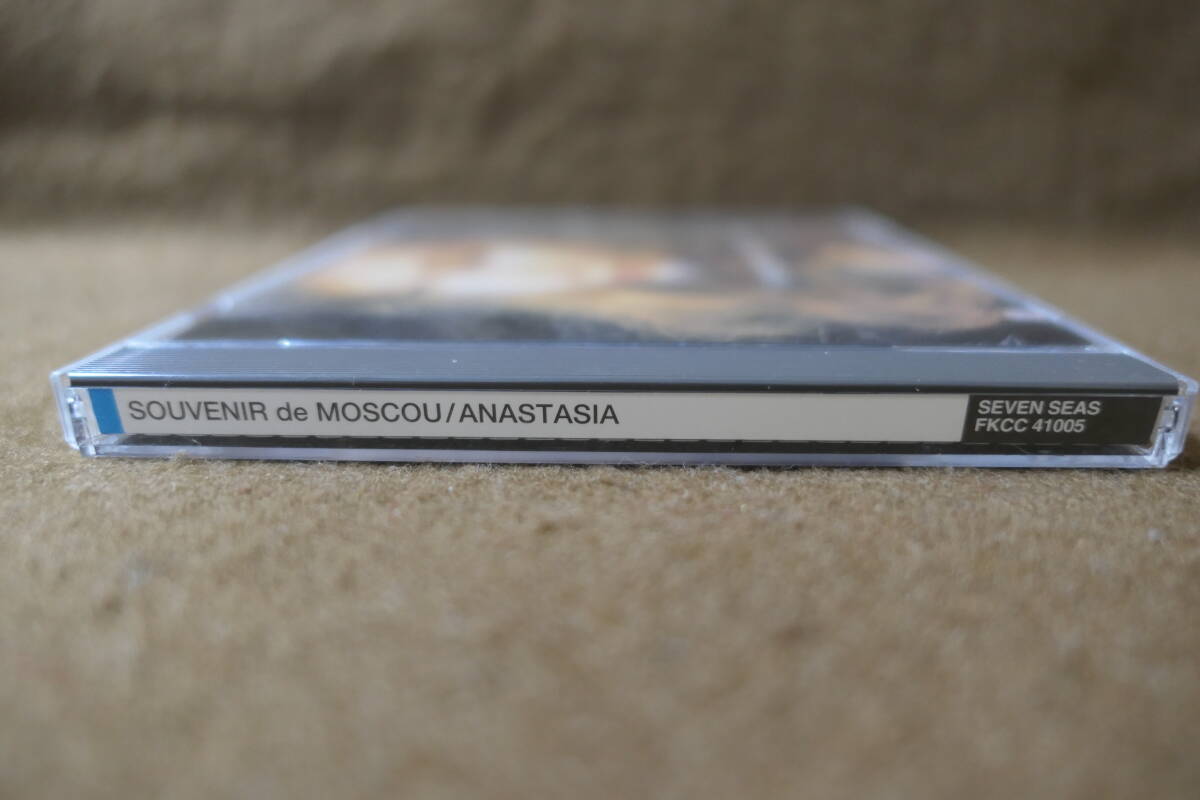 SOUVENIR de MOSCOU/ANASTASIA
SEVEN SEAS
FKCC 41005